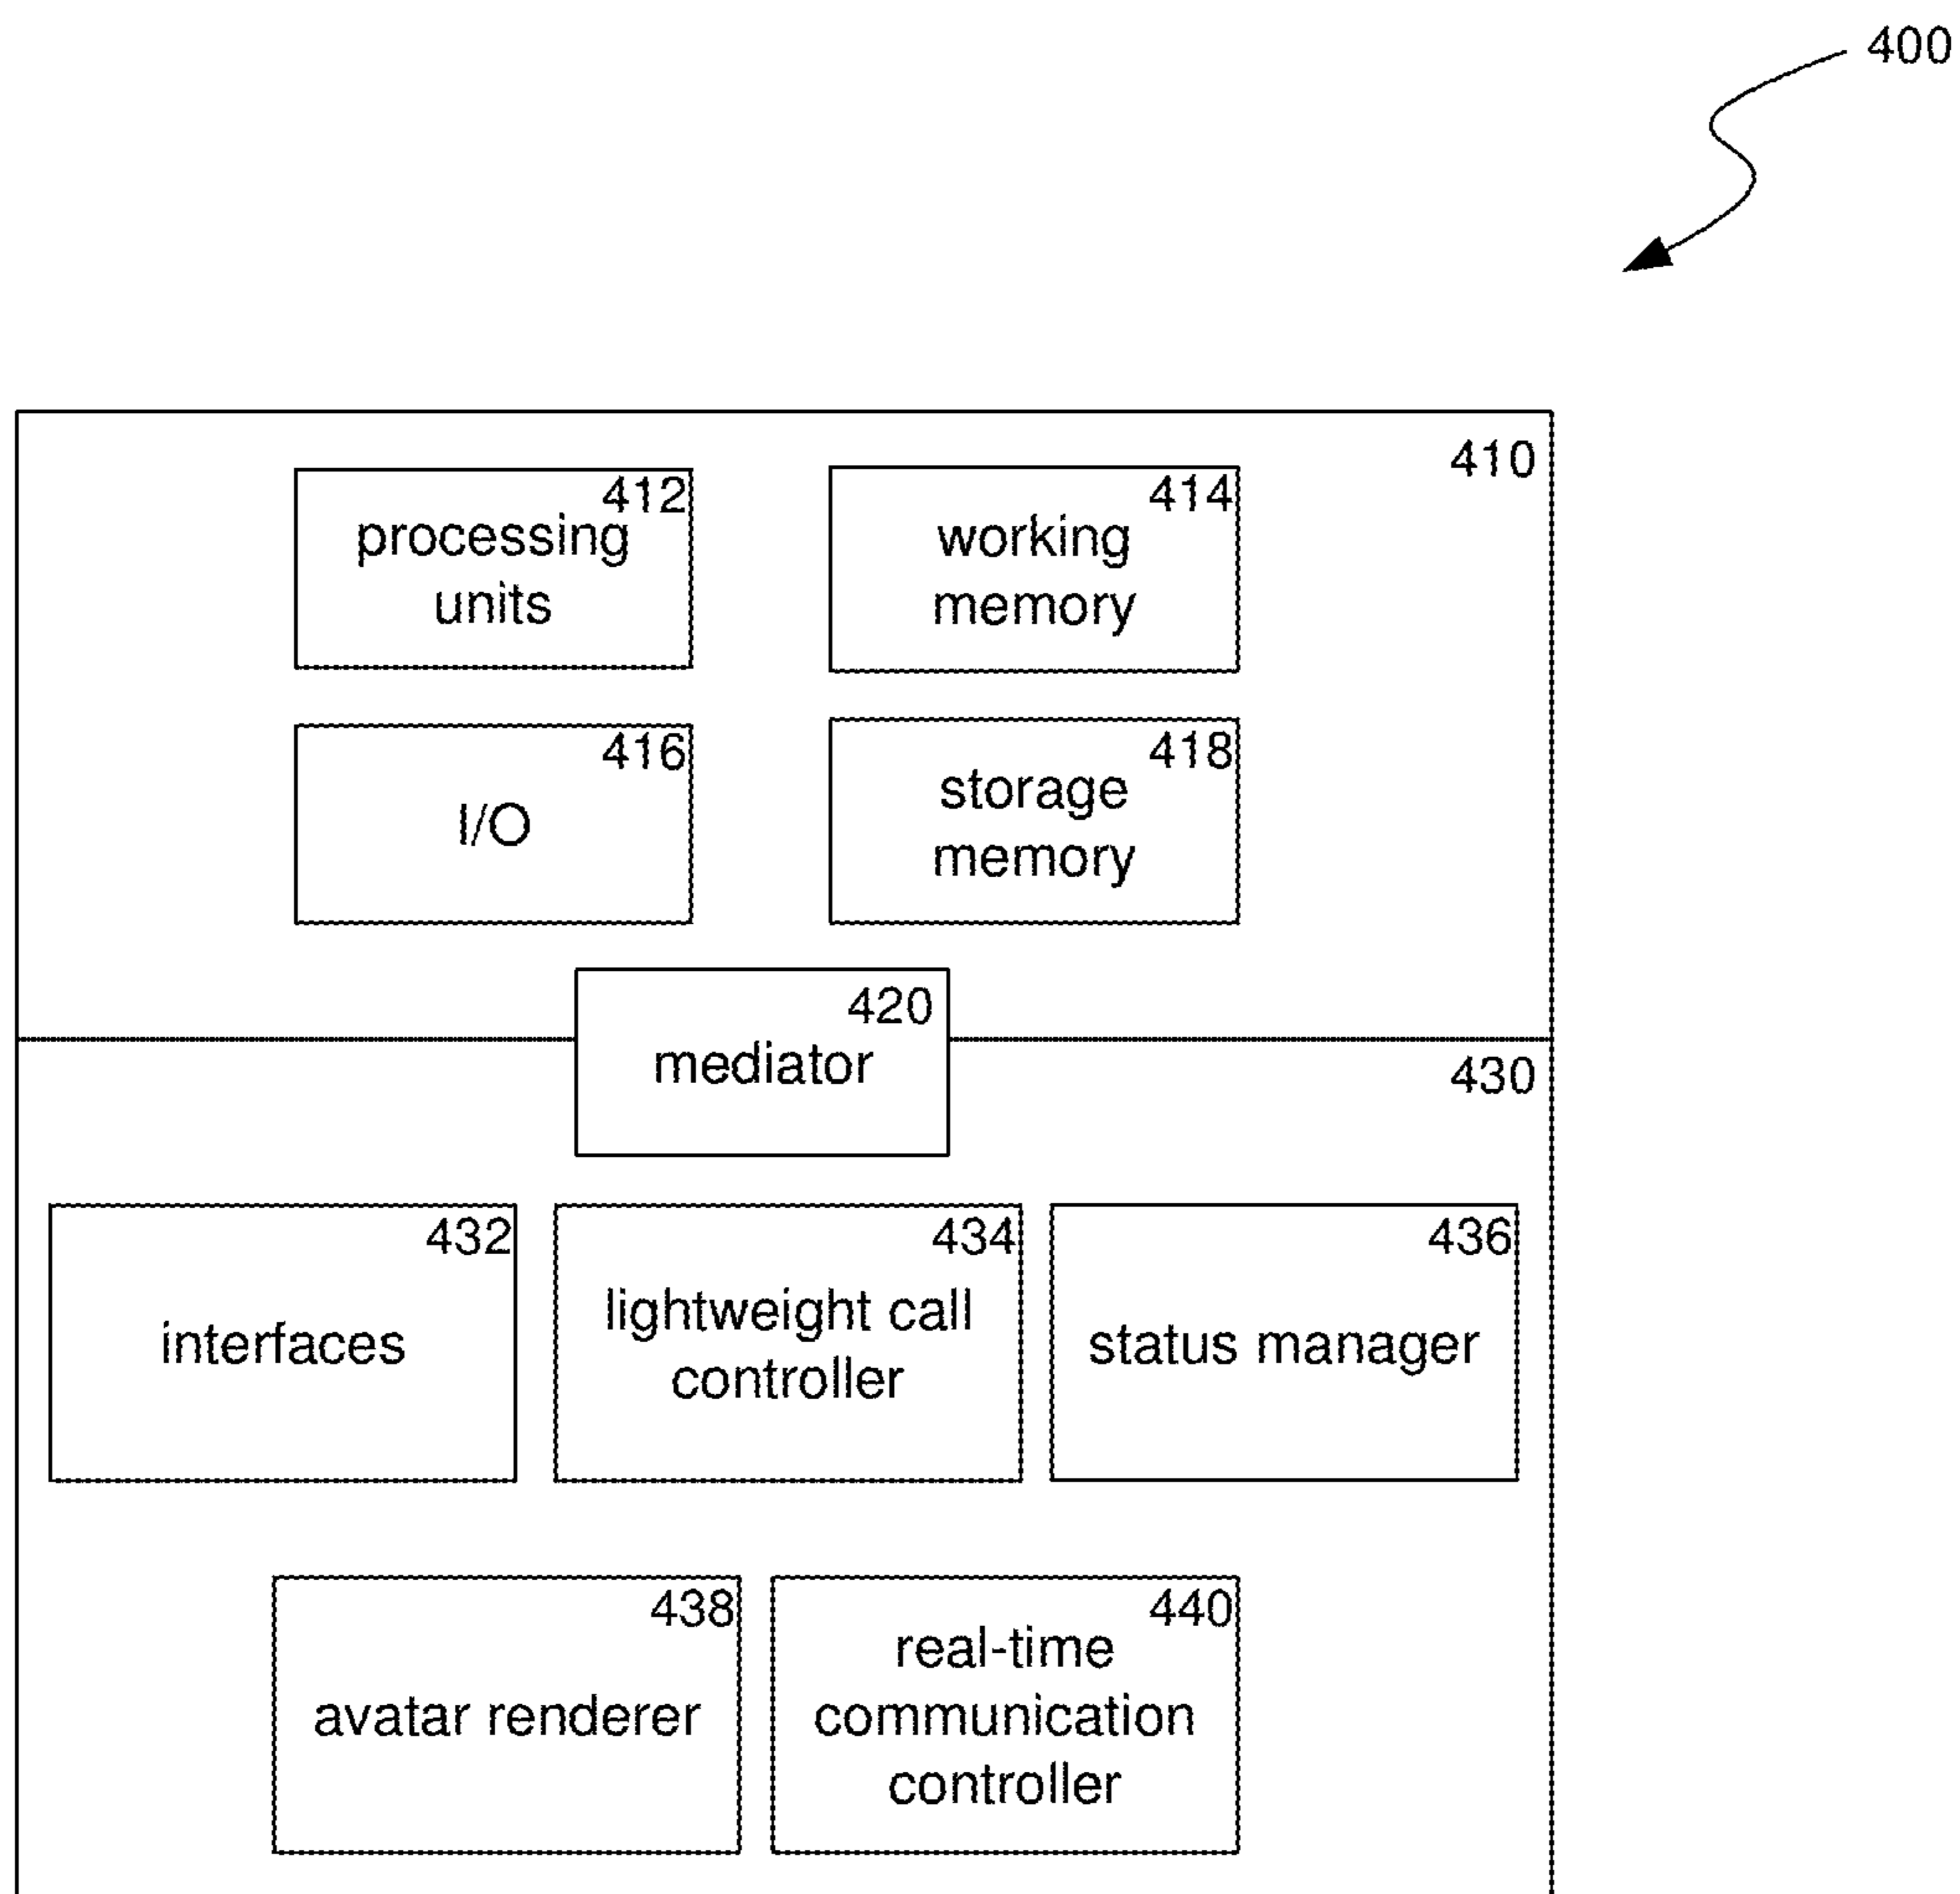 400
410
412
processing
units
414
working
memory
416
I/O
418
storage
memory
420
mediator
430
432
interfaces
434
lightweight call
controller
436
status manager
438
avatar renderer
440
real-time
communication
controller